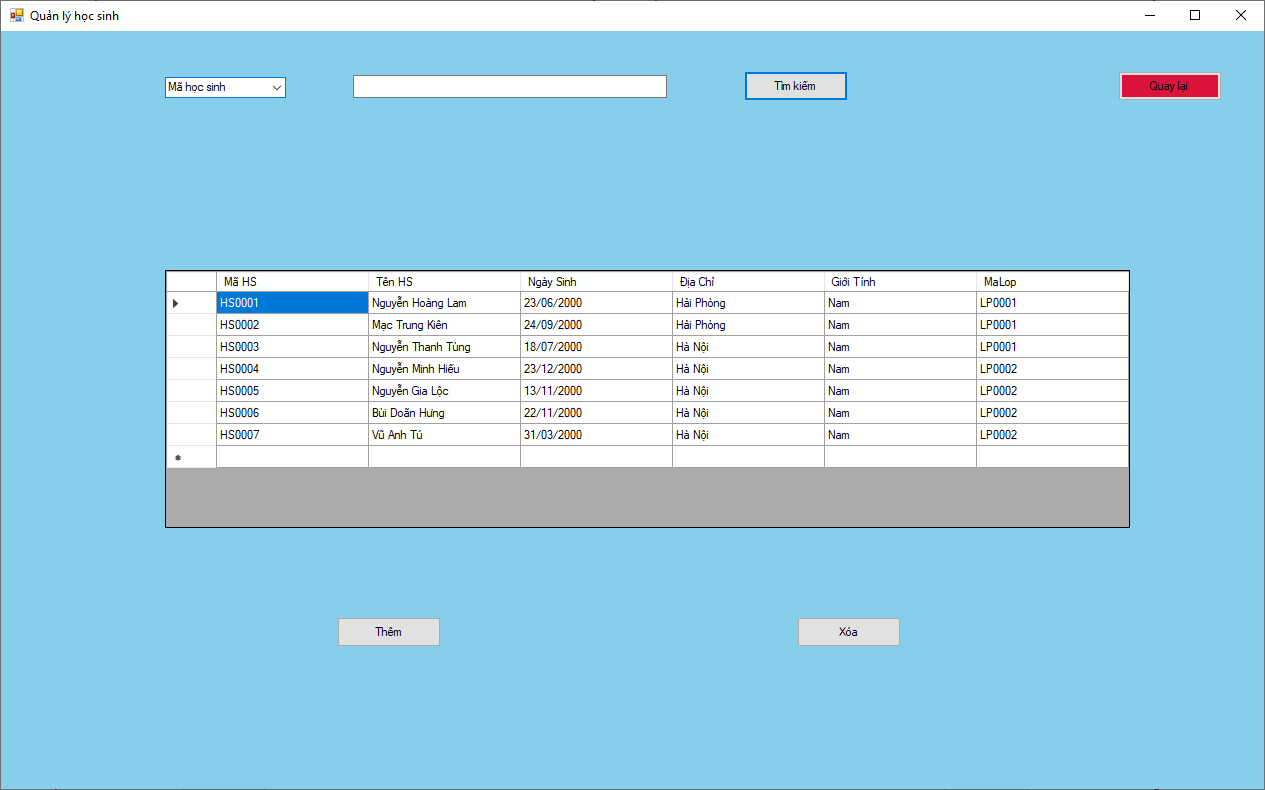 Quản lý học sinh
Mã học sinh Tìm kiếm Quay lại
Mã HS Tên HS Ngày Sinh Địa Chỉ Giới Tính MaLop
HS0001 Nguyễn Hoàng Lam 23/06/2000 Hải Phòng Nam LP0001
HS0002 Mạc Trung Kiên 24/09/2000 Hải Phòng Nam LP0001
HS0003 Nguyễn Thanh Tùng 18/07/2000 Hà Nội Nam LP0001
HS0004 Nguyễn Minh Hiếu 23/12/2000 Hà Nội Nam LP0002
HS0005 Nguyễn Gia Lộc 13/11/2000 Hà Nội Nam LP0002
HS0006 Bùi Doãn Hưng 22/11/2000 Hà Nội Nam LP0002
HS0007 Vũ Anh Tú 31/03/2000 Hà Nội Nam LP0002
Thêm Xóa